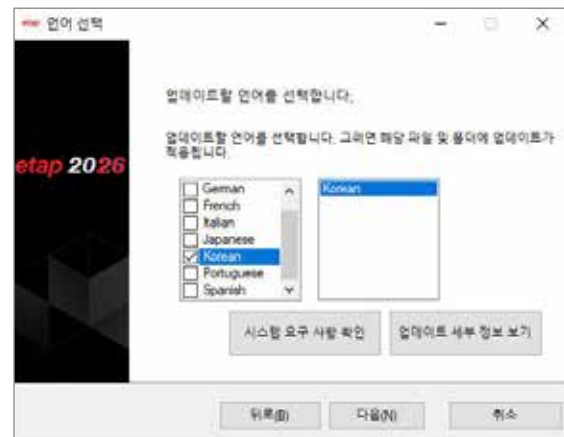 etap 언어 선택
업데이트할 언어를 선택합니다.
업데이트할 언어를 선택합니다. 그러면 해당 파일 및 폴더에 업데이트가
적용됩니다.
etap 2026
German
French
Italian
Japanese
Korean
Portuguese
Spanish
Korean
시스템 요구 사항 확인
업데이트 세부 정보 보기
뒤로(B)
다음(N)
취소